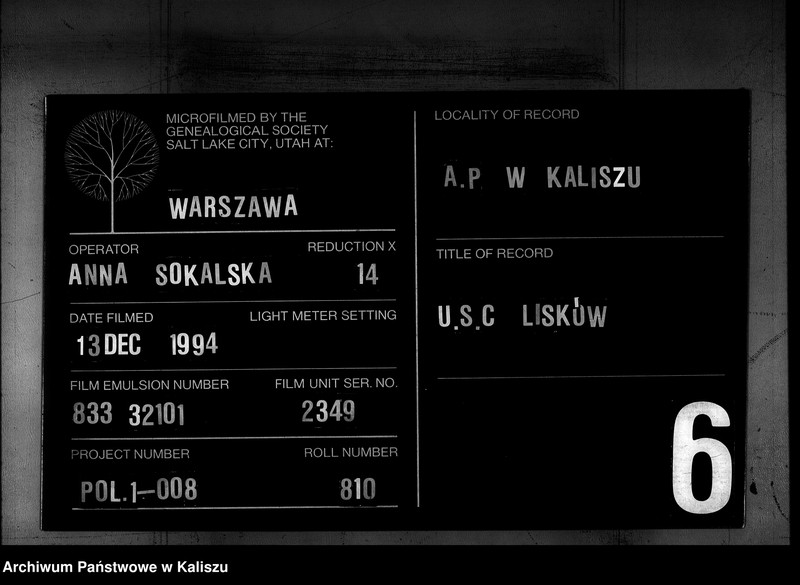 MICROFILMED BY THE
GENEALOGICAL SOCIETY
SALT LAKE CITY, UTAH AT:
WARSZAWA
OPERATOR REDUCTION X
ANNA SOKALSKA 14
DATE FILMED LIGHT METER SETTING
13 DEC 1994
FILM EMULSION NUMBER FILM UNIT SER. NO.
833 32101 2349
PROJECT NUMBER ROLL NUMBER
POL.1-008 810
LOCALITY OF RECORD
A.P. W KALISZU
TITLE OF RECORD
U.S.C LISKÓW
6
Archiwum Państwowe w Kaliszu